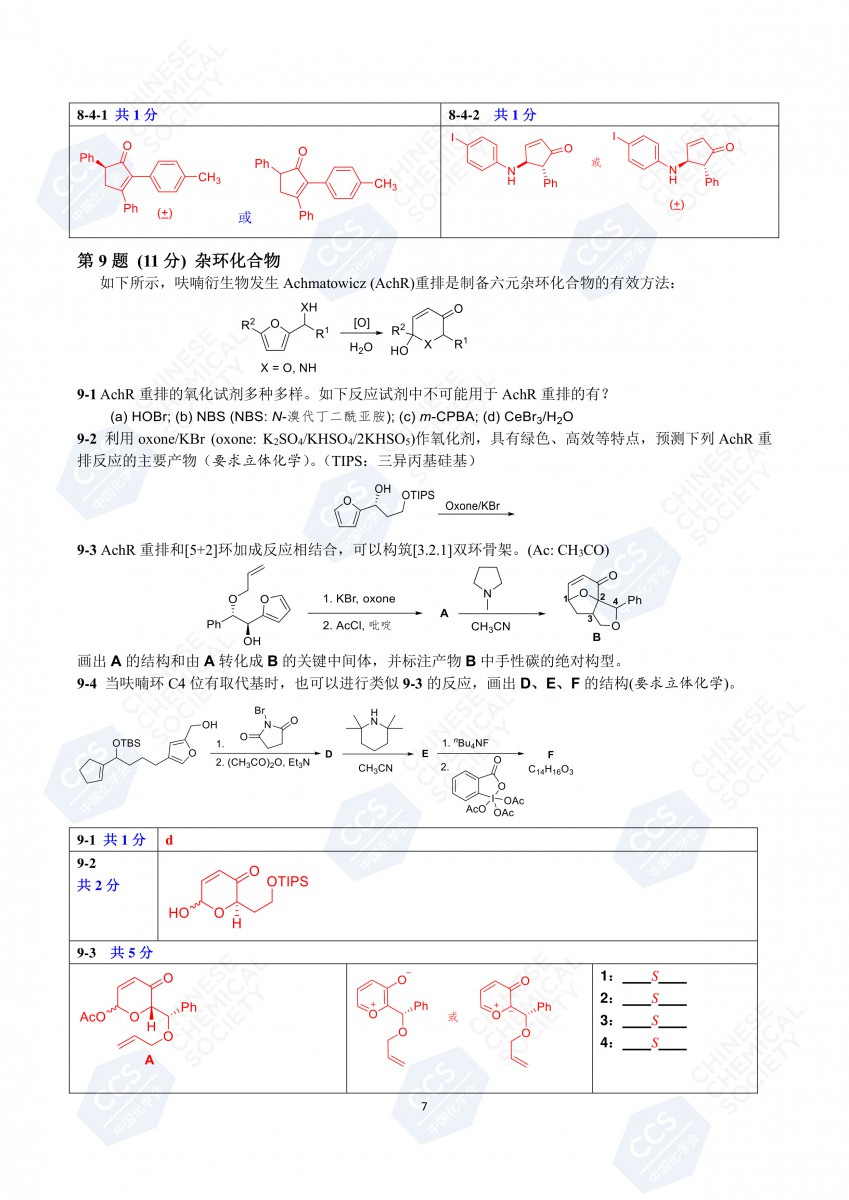 8-4-1 共 1 分
8-4-2 共 1 分
Ph
O
CH3
Ph
(±)
或
Ph
O
CH3
Ph
I
N
H
O
Ph
或
I
N
H
O
Ph
(±)
第 9 题 (11 分) 杂环化合物
如下所示，呋喃衍生物发生 Achmatowicz (AchR)重排是制备六元杂环化合物的有效方法：
R2
O
XH
R1
X = O, NH
[O]
H2O
R2
HO
X
O
R1
9-1 AchR 重排的氧化试剂多种多样。如下反应试剂中不可能用于 AchR 重排的有？
(a) HOBr; (b) NBS (NBS: N-溴代丁二酰亚胺); (c) m-CPBA; (d) CeBr3/H2O
9-2 利用 oxone/KBr (oxone: K2SO4/KHSO4/2KHSO5)作氧化剂，具有绿色、高效等特点，预测下列 AchR 重
排反应的主要产物（要求立体化学）。（TIPS：三异丙基硅基）
O
OH
OTIPS
Oxone/KBr
9-3 AchR 重排和[5+2]环加成反应相结合，可以构筑[3.2.1]双环骨架。(Ac: CH3CO)
O
Ph
OH
O
1. KBr, oxone
2. AcCl, 吡啶
A
N
CH3CN
1
O
2
O
4
Ph
3
O
B
画出 A 的结构和由 A 转化成 B 的关键中间体，并标注产物 B 中手性碳的绝对构型。
9-4 当呋喃环 C4 位有取代基时，也可以进行类似 9-3 的反应，画出 D、E、F 的结构(要求立体化学)。
OTBS
O
OH
1.
Br
N
O
O
2. (CH3CO)2O, Et3N
D
H
N
CH3CN
E
1. nBu4NF
2.
O
O
I
OAc
AcO
OAc
F
C14H16O3
9-1 共 1 分
d
9-2
共 2 分
HO
O
O
H
OTIPS
9-3 共 5 分
AcO
O
O
H
Ph
O
A
O−
O
+
Ph
O
或
O
O
+
−
Ph
O
1: S
2: S
3: S
4: S
7
CHINESE
CHEMICAL
SOCIETY
CCS
中国化学会